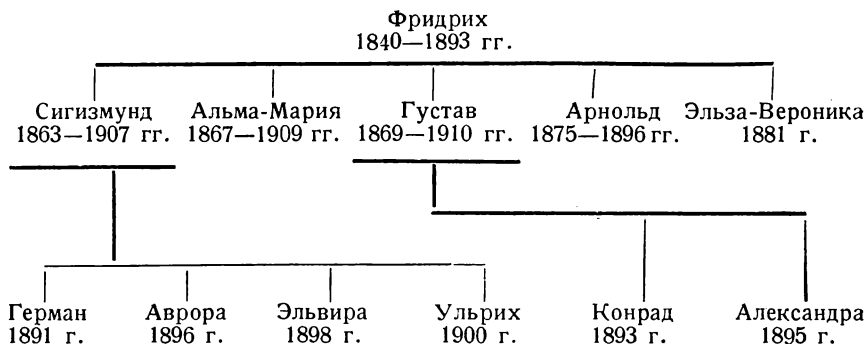 Фридрих
1840—1893 гг.
Сигизмунд Альма-Мария Густав Арнольд Эльза-Вероника
1863—1907 гг. 1867—1909 гг. 1869—1910 гг. 1875—1896 гг. 1881 г.
Герман Аврора Эльвира Ульрих Конрад Александра
1891 г. 1896 г. 1898 г. 1900 г. 1893 г. 1895 г.